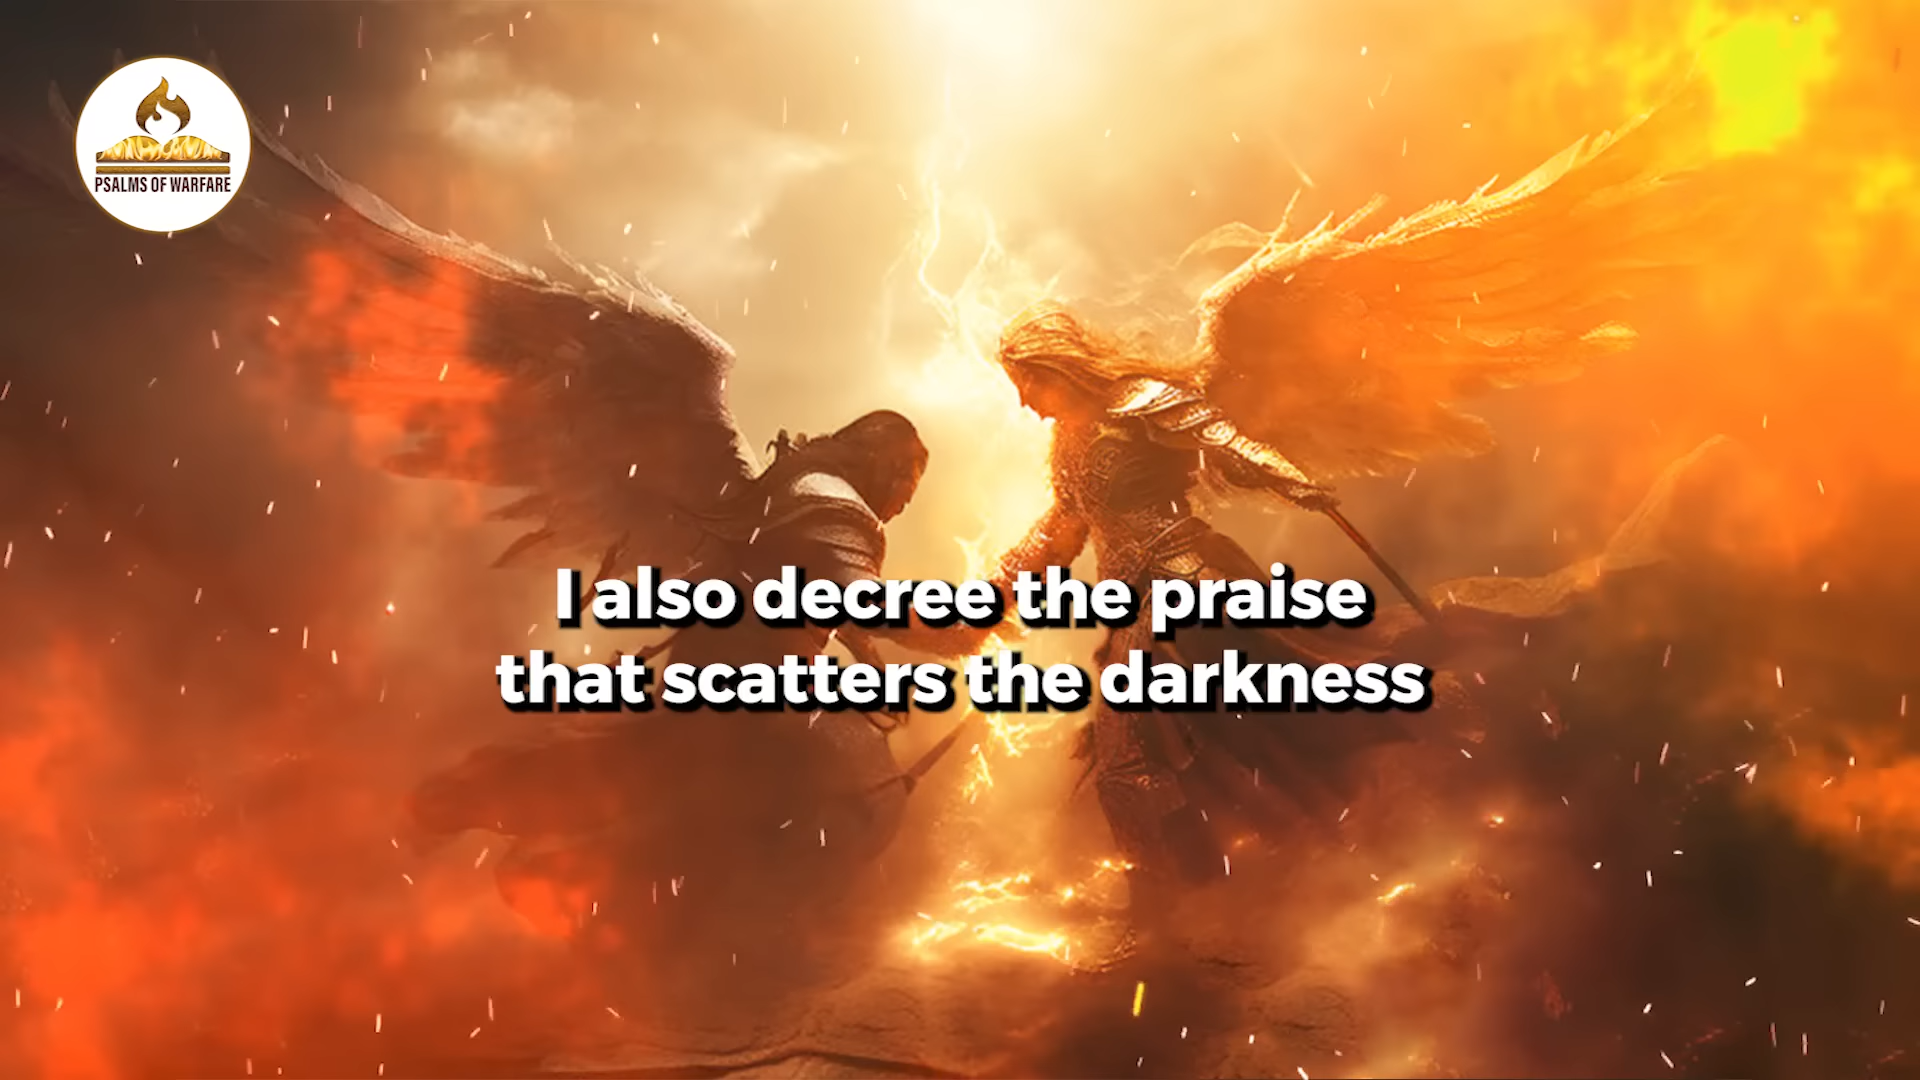 PSALMS OF WARFARE
I also decree the praise
that scatters the darkness